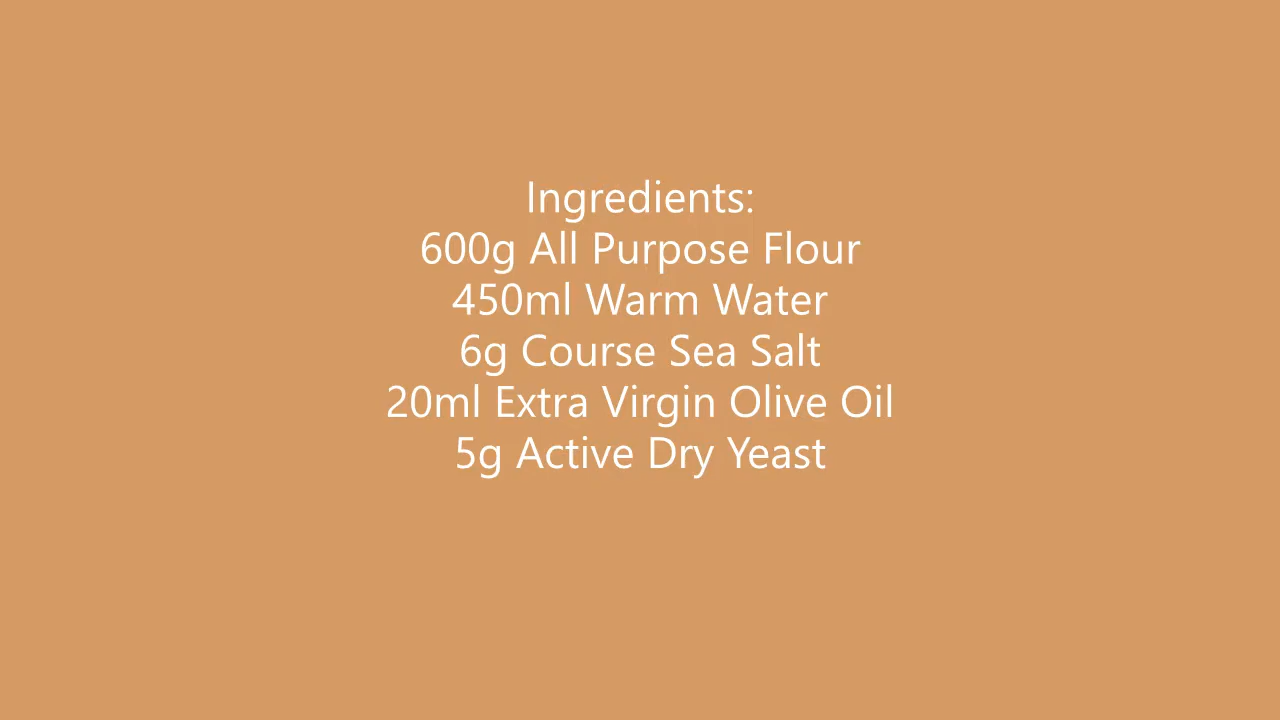 Ingredients:
600g All Purpose Flour
450ml Warm Water
6g Course Sea Salt
20ml Extra Virgin Olive Oil
5g Active Dry Yeast